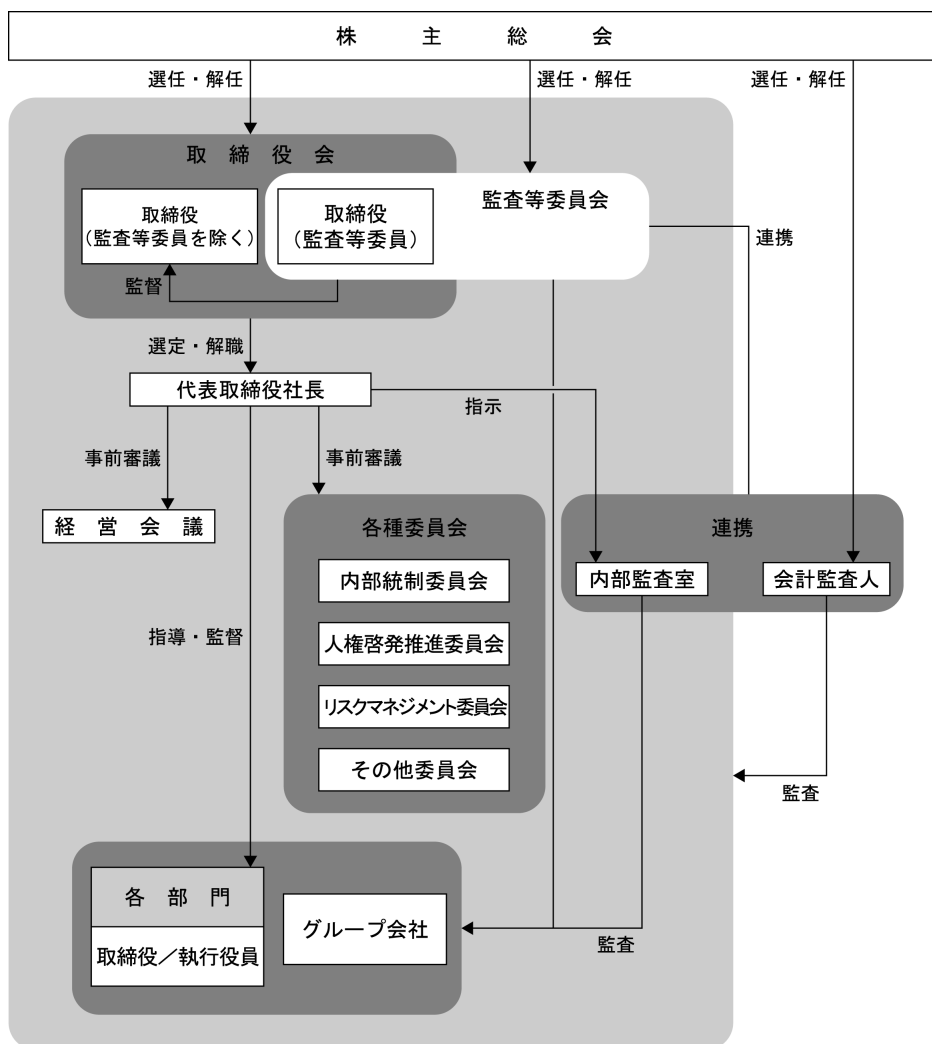 株主総会
選任・解任
選任・解任
選任・解任
取締役会
監査等委員会
取締役
(監査等委員を除く)
取締役
(監査等委員)
連携
監督
選定・解職
代表取締役社長
指示
事前審議
事前審議
経営会議
各種委員会
連携
内部統制委員会
内部監査室
会計監査人
人権啓発推進委員会
指導・監督
リスクマネジメント委員会
その他委員会
監査
各部門
取締役／執行役員
グループ会社
監査